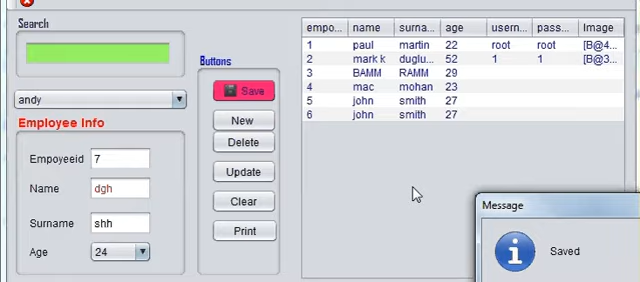 Search
andy
Employee Info
Empoyeeid 7
Name dgh
Surname shh
Age 24
Buttons
Save
New
Delete
Update
Clear
Print
empo... name surna... age usern... pass... Image
1 paul martin 22 root root [B@4...
2 mark k duglu... 52 1 1 [B@3...
3 BAMM RAMM 29
4 mac mohan 23
5 john smith 27
6 john smith 27
Message
Saved